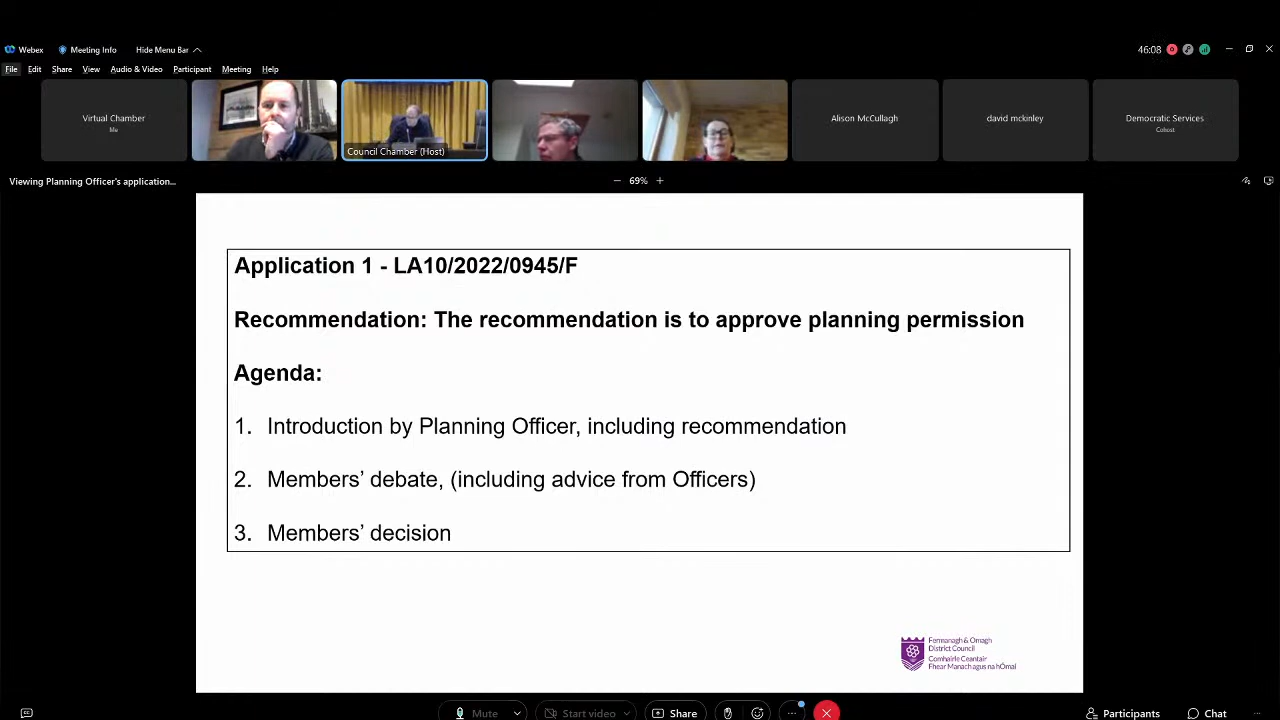 Webex
Meeting Info
Hide Menu Bar
46:08
File Edit Share View Audio & Video Participant Meeting Help
Virtual Chamber
Me
Council Chamber (Host)
Alison McCullagh
david mckinley
Democratic Services
Cohost
Viewing Planning Officer's application...
69%
Application 1 - LA10/2022/0945/F
Recommendation: The recommendation is to approve planning permission
Agenda:
1. Introduction by Planning Officer, including recommendation
2. Members’ debate, (including advice from Officers)
3. Members’ decision
Fermanagh & Omagh
District Council
Comhairle Ceantair
Fhear Manach agus na hÓmaí
Mute
Start video
Share
Participants
Chat